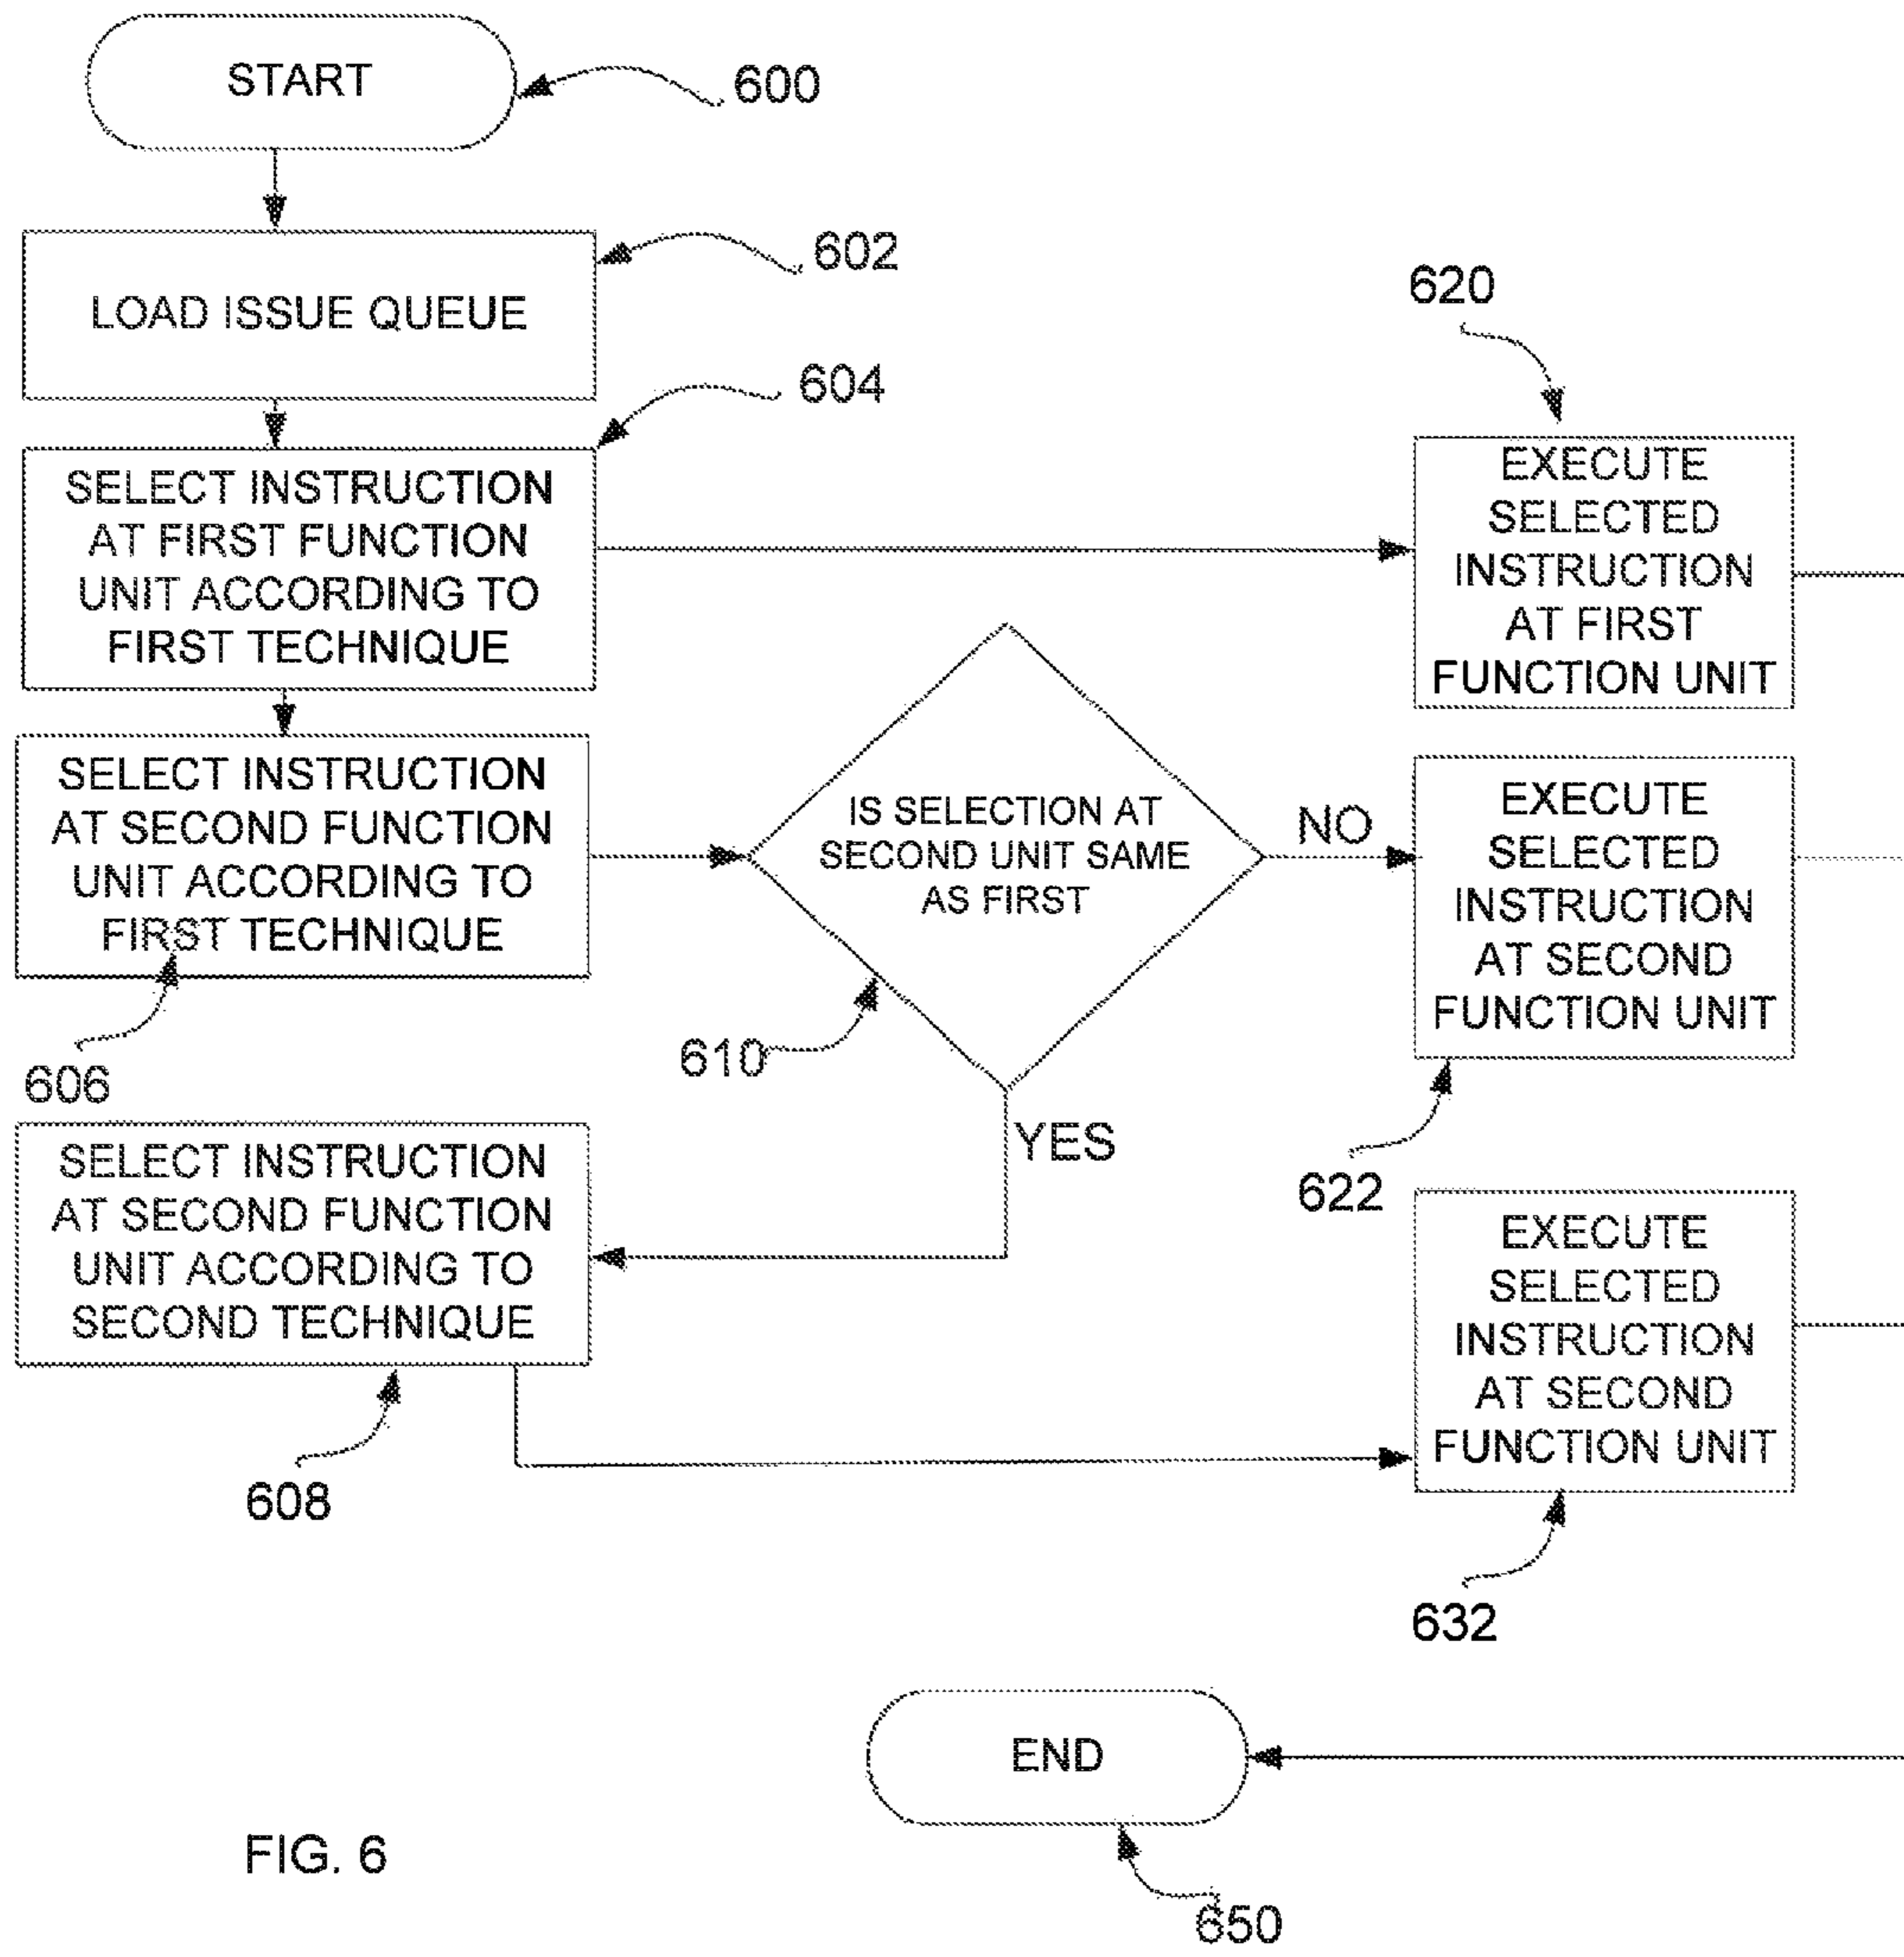 START
600
LOAD ISSUE QUEUE
602
604
SELECT INSTRUCTION
AT FIRST FUNCTION
UNIT ACCORDING TO
FIRST TECHNIQUE
620
EXECUTE
SELECTED
INSTRUCTION
AT FIRST
FUNCTION UNIT
SELECT INSTRUCTION
AT SECOND FUNCTION
UNIT ACCORDING TO
FIRST TECHNIQUE
606
IS SELECTION AT
SECOND UNIT SAME
AS FIRST
610
NO
YES
EXECUTE
SELECTED
INSTRUCTION
AT SECOND
FUNCTION UNIT
622
SELECT INSTRUCTION
AT SECOND FUNCTION
UNIT ACCORDING TO
SECOND TECHNIQUE
608
EXECUTE
SELECTED
INSTRUCTION
AT SECOND
FUNCTION UNIT
632
END
650
FIG. 6